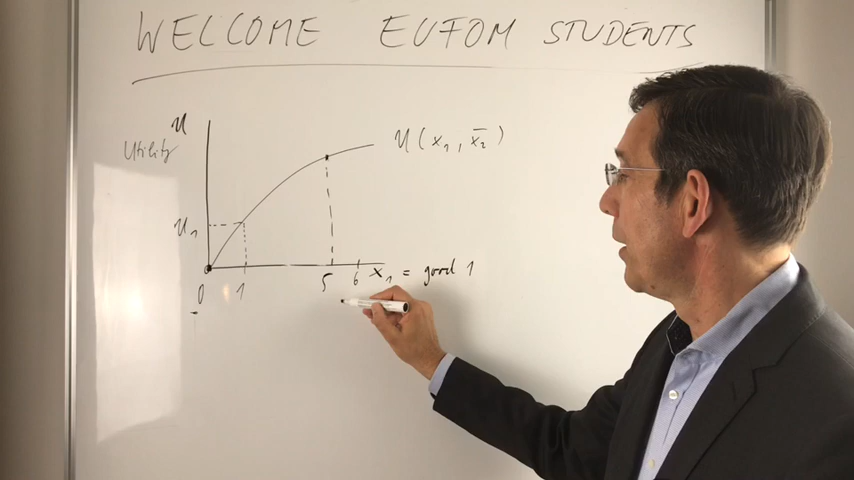 WELCOME EUFOM STUDENTS
u
Utility
u(x₁, x̄₂)
u₁
0 1 5 6 x₁ = good 1